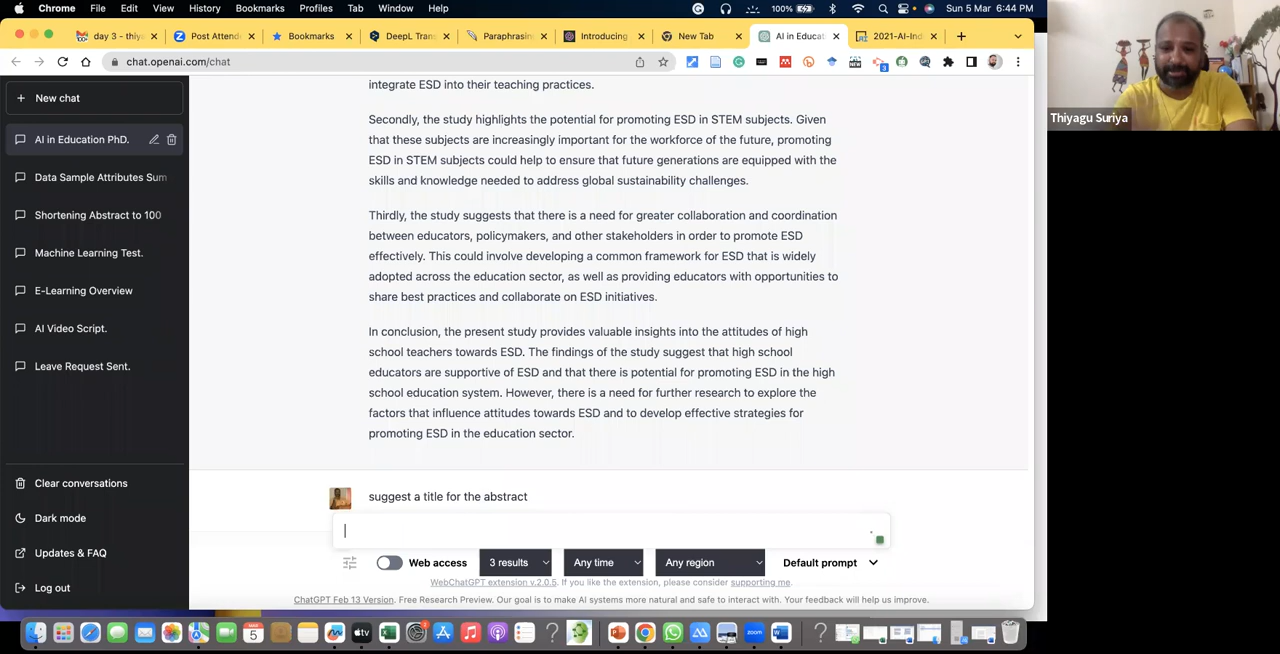 Chrome File Edit View History Bookmarks Profiles Tab Window Help 100% Sun 5 Mar 6:44 PM
day 3 - thiya Post Attend Bookmarks DeepL Trans Paraphrasin Introducing New Tab AI in Educat 2021-AI-Ind
chat.openai.com/chat
3
Thiyagu Suriya
New chat
AI in Education PhD.
Data Sample Attributes Sum
Shortening Abstract to 100
Machine Learning Test.
E-Learning Overview
AI Video Script.
Leave Request Sent.
Clear conversations
Dark mode
Updates & FAQ
Log out
integrate ESD into their teaching practices.
Secondly, the study highlights the potential for promoting ESD in STEM subjects. Given
that these subjects are increasingly important for the workforce of the future, promoting
ESD in STEM subjects could help to ensure that future generations are equipped with the
skills and knowledge needed to address global sustainability challenges.
Thirdly, the study suggests that there is a need for greater collaboration and coordination
between educators, policymakers, and other stakeholders in order to promote ESD
effectively. This could involve developing a common framework for ESD that is widely
adopted across the education sector, as well as providing educators with opportunities to
share best practices and collaborate on ESD initiatives.
In conclusion, the present study provides valuable insights into the attitudes of high
school teachers towards ESD. The findings of the study suggest that high school
educators are supportive of ESD and that there is potential for promoting ESD in the high
school education system. However, there is a need for further research to explore the
factors that influence attitudes towards ESD and to develop effective strategies for
promoting ESD in the education sector.
suggest a title for the abstract
Web access 3 results Any time Any region Default prompt
WebChatGPT extension v.2.0.5. If you like the extension, please consider supporting me.
ChatGPT Feb 13 Version. Free Research Preview. Our goal is to make AI systems more natural and safe to interact with. Your feedback will help us improve.
5 tv zoom